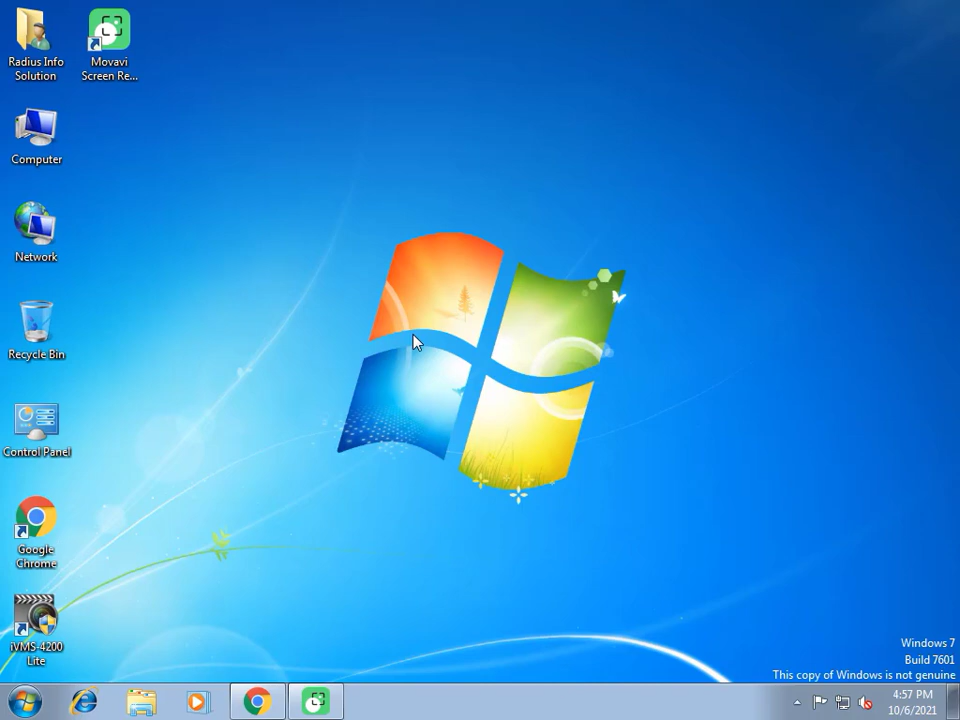 Radius Info
Solution
Movavi
Screen Re...
Computer
Network
Recycle Bin
Control Panel
Google
Chrome
iVMS-4200
Lite
Windows 7
Build 7601
This copy of Windows is not genuine
4:57 PM
10/6/2021